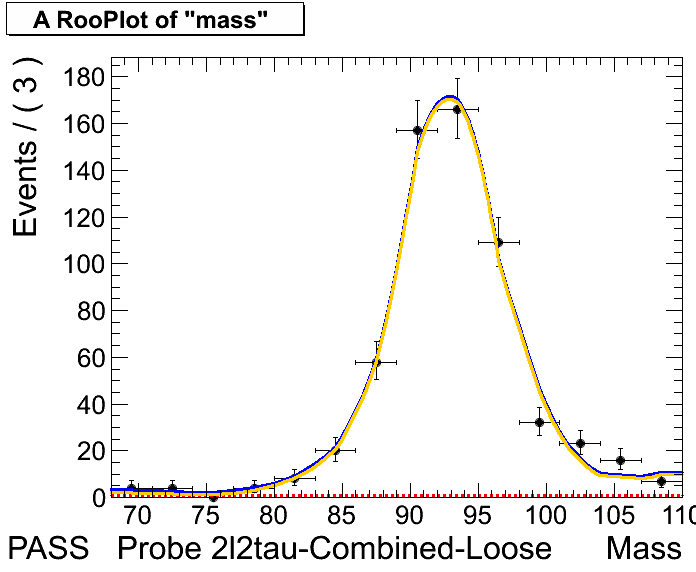 A RooPlot of "mass"
Events / ( 3 )
180
160
140
120
100
80
60
40
20
0
70 75 80 85 90 95 100 105 110
PASS Probe 2l2tau-Combined-Loose Mass